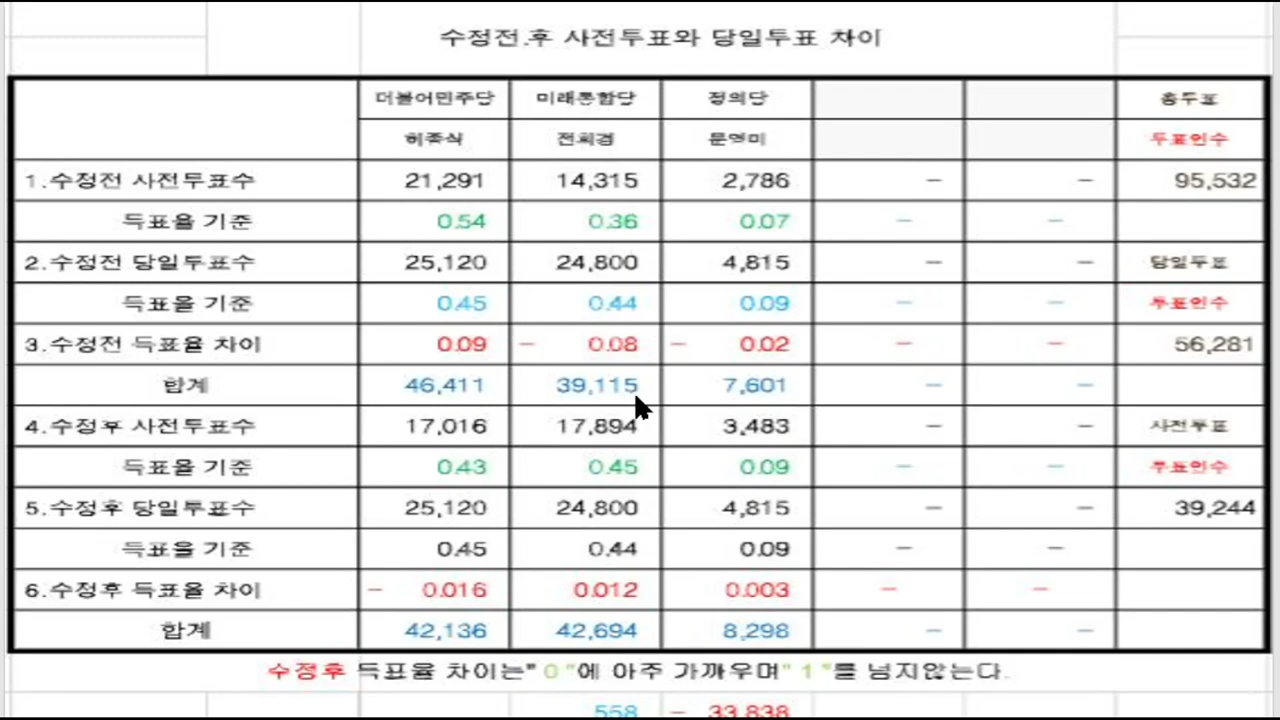 수정전.후 사전투표와 당일투표 차이
더불어민주당 미래통합당 정의당 총투표
허종식 전희경 문영미 투표인수
1.수정전 사전투표수 21,291 14,315 2,786 – – 95,532
득표율 기준 0.54 0.36 0.07 – –
2.수정전 당일투표수 25,120 24,800 4,815 – – 당일투표
득표율 기준 0.45 0.44 0.09 – – 투표인수
3.수정전 득표율 차이 0.09 – 0.08 – 0.02 – – 56,281
합계 46,411 39,115 7,601 – –
4.수정후 사전투표수 17,016 17,894 3,483 – – 사전투표
득표율 기준 0.43 0.45 0.09 – – 투표인수
5.수정후 당일투표수 25,120 24,800 4,815 – – 39,244
득표율 기준 0.45 0.44 0.09 – –
6.수정후 득표율 차이 – 0.016 0.012 0.003 – –
합계 42,136 42,694 8,298 – –
수정후 득표율 차이는"0"에 아주 가까우며"1"를 넘지않는다.
558 – 33,838